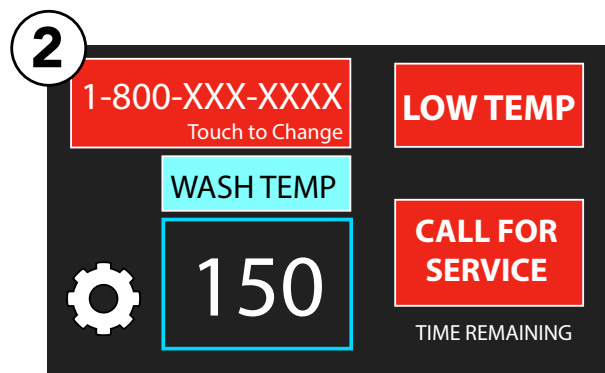 2
1-800-XXX-XXXX
Touch to Change
LOW TEMP
WASH TEMP
150
CALL FOR
SERVICE
TIME REMAINING